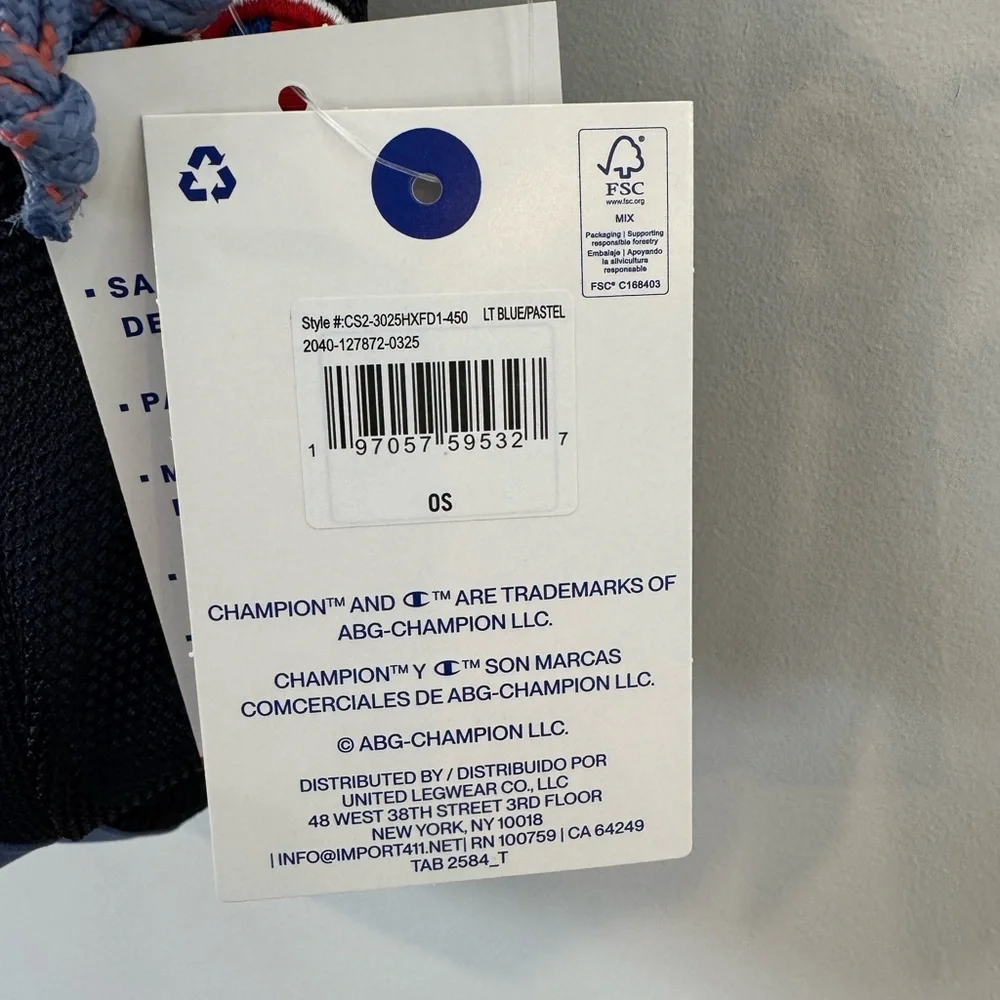 SA
DE
FSC®
www.fsc.org
MIX
Packaging | Supporting
responsible forestry
Embalaje | Apoyando
la silvicultura
responsable
FSC® C168403
Style #:CS2-3025HXFD1-450 LT BLUE/PASTEL
2040-127872-0325
1 97057 59532 7
OS
CHAMPION™ AND C™ ARE TRADEMARKS OF
ABG-CHAMPION LLC.
CHAMPION™ Y C™ SON MARCAS
COMCERCIALES DE ABG-CHAMPION LLC.
© ABG-CHAMPION LLC.
DISTRIBUTED BY / DISTRIBUIDO POR
UNITED LEGWEAR CO., LLC
48 WEST 38TH STREET 3RD FLOOR
NEW YORK, NY 10018
| INFO@IMPORT411.NET| RN 100759 | CA 64249
TAB 2584_T